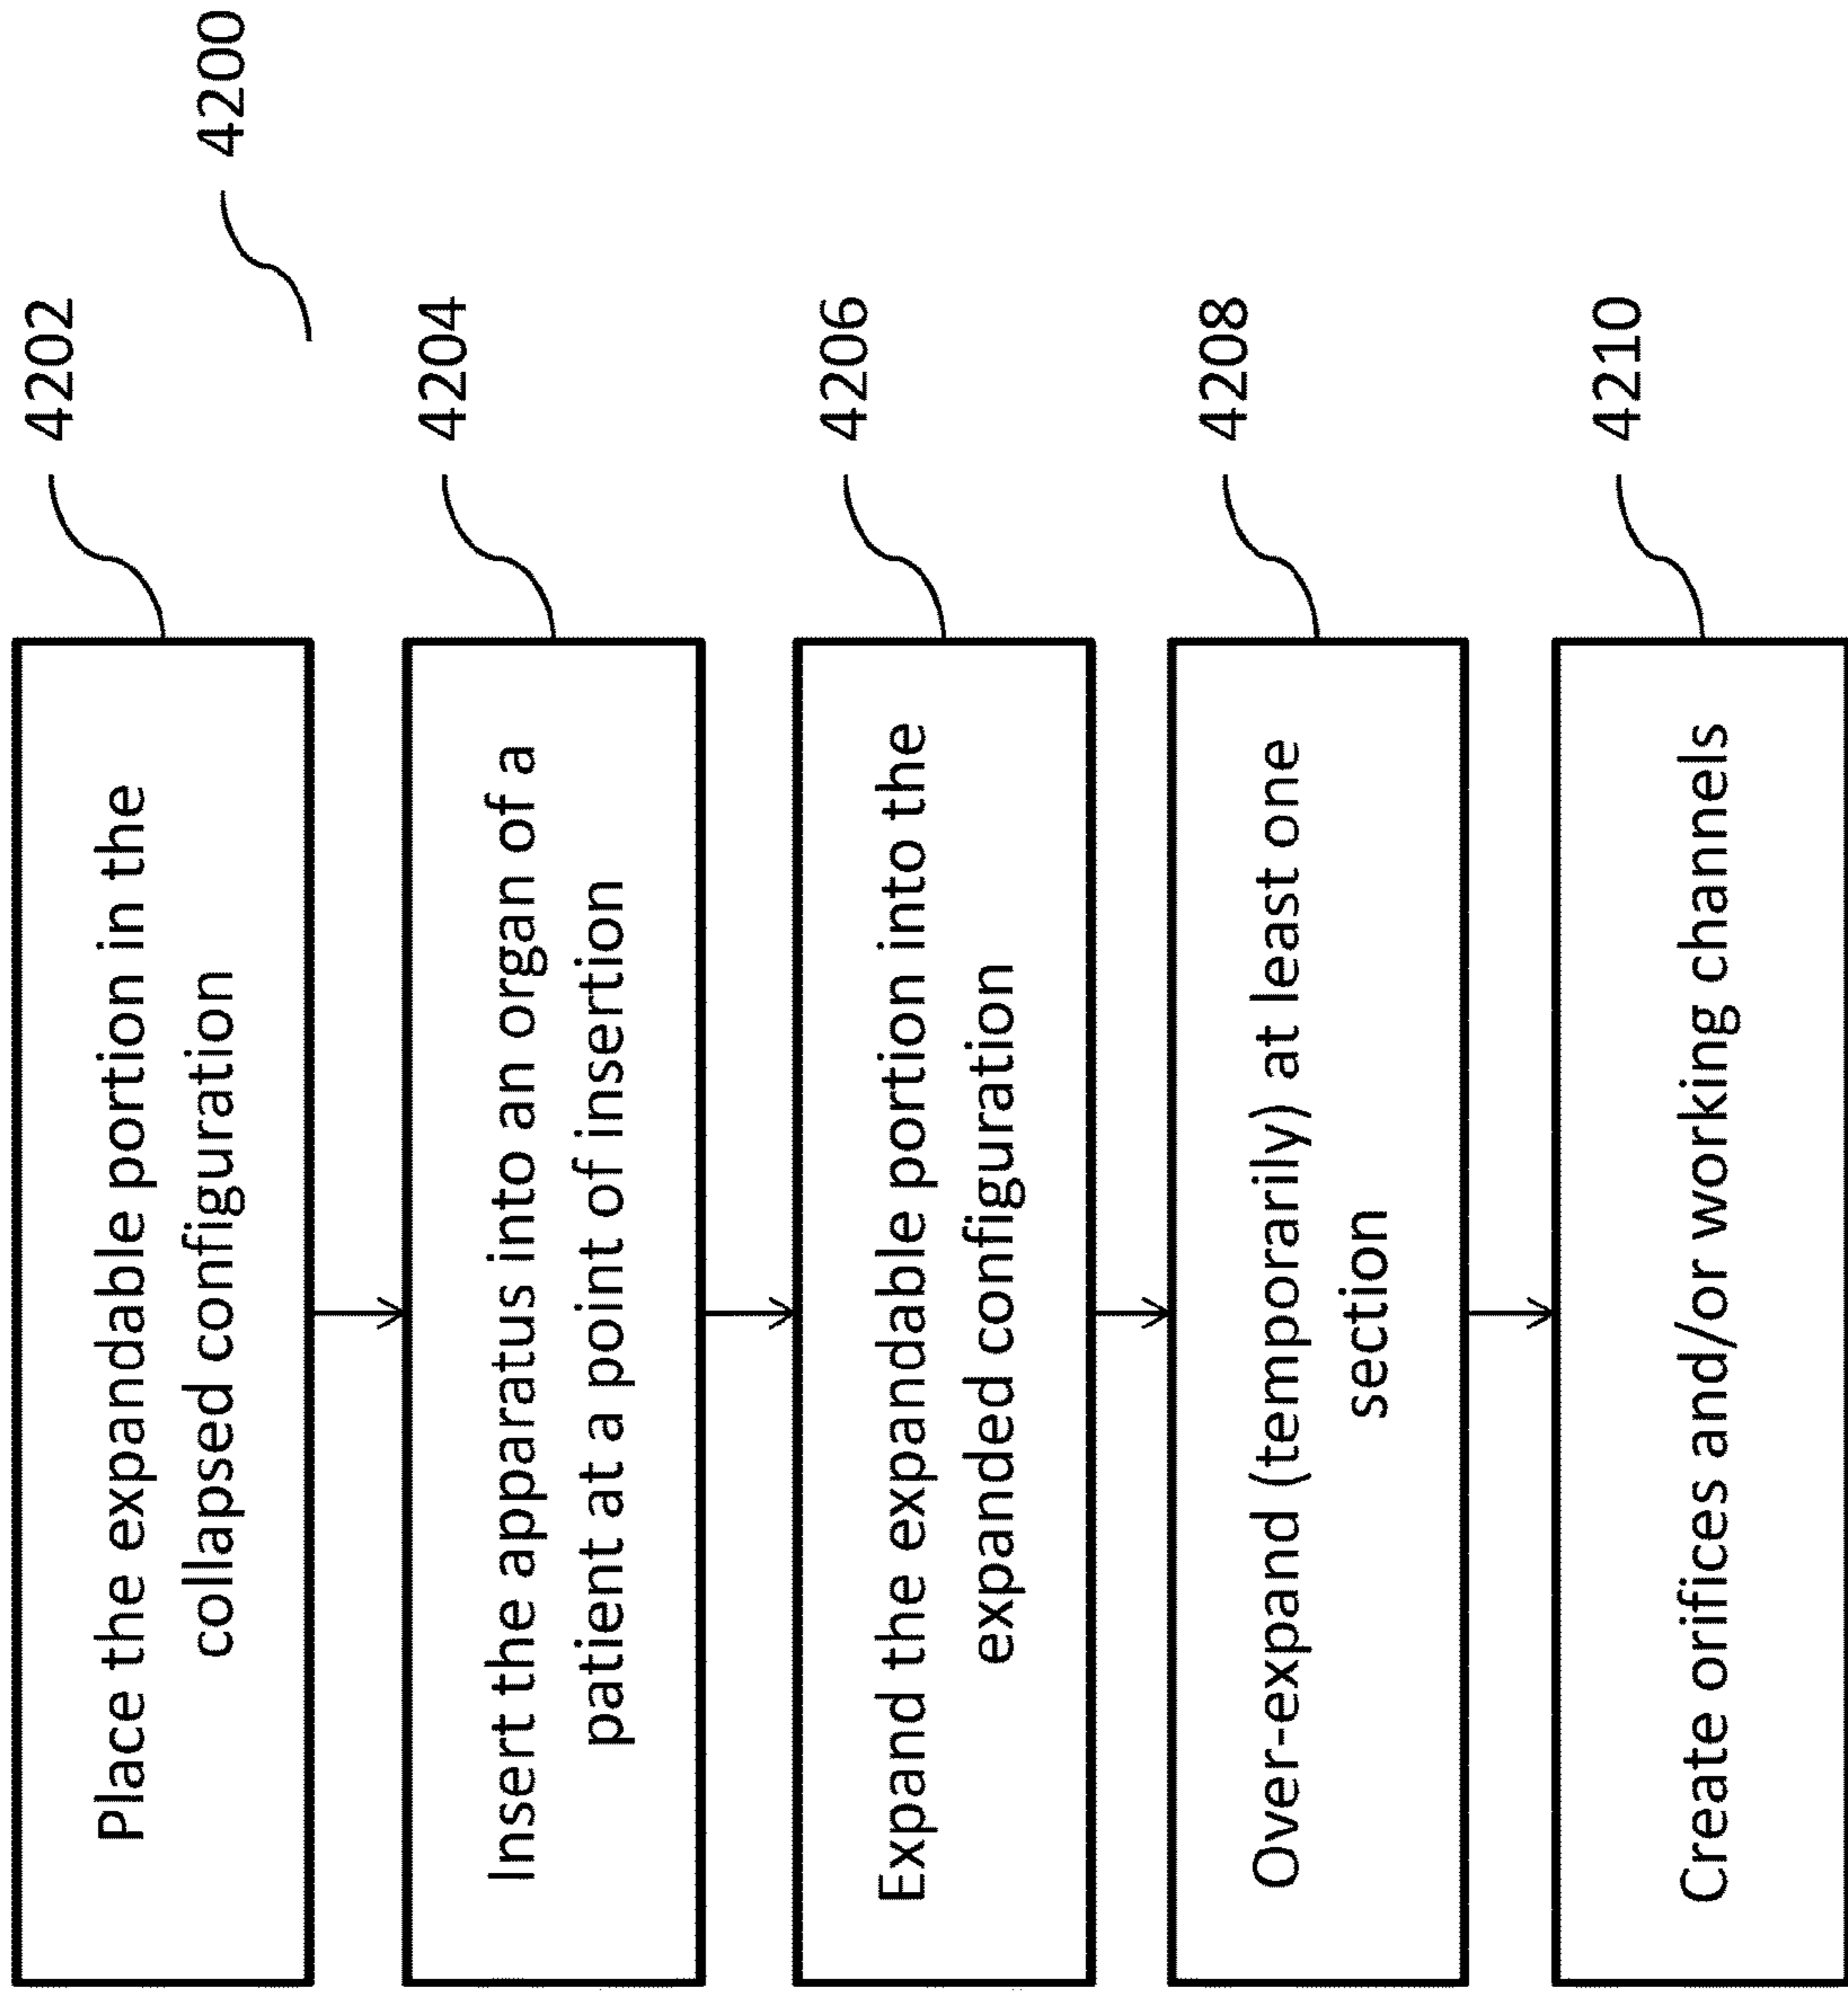 4200
4202
Place the expandable portion in the
collapsed configuration
4204
Insert the apparatus into an organ of a
patient at a point of insertion
4206
Expand the expandable portion into the
expanded configuration
4208
Over-expand (temporarily) at least one
section
4210
Create orifices and/or working channels